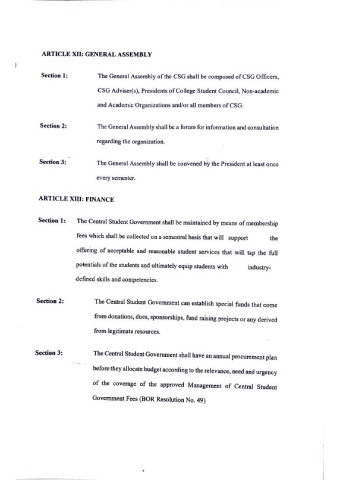 ARTICLE XII: GENERAL ASSEMBLY
Section 1: The General Assembly of the CSG shall be composed of CSG Officers,
CSG Adviser(s), Presidents of College Student Council, Non-academic
and Academic Organizations and/or all members of CSG.
Section 2: The General Assembly shall be a forum for information and consultation
regarding the organization.
Section 3: The General Assembly shall be convened by the President at least once
every semester.
ARTICLE XIII: FINANCE
Section 1: The Central Student Government shall be maintained by means of membership
fees which shall be collected on a semestral basis that will support the
offering of acceptable and reasonable student services that will tap the full
potentials of the students and ultimately equip students with industry-
defined skills and competencies.
Section 2: The Central Student Government can establish special funds that come
from donations, dues, sponsorships, fund raising projects or any derived
from legitimate resources.
Section 3: The Central Student Government shall have an annual procurement plan
before they allocate budget according to the relevance, need and urgency
of the coverage of the approved Management of Central Student
Government Fees (BOR Resolution No. 49)